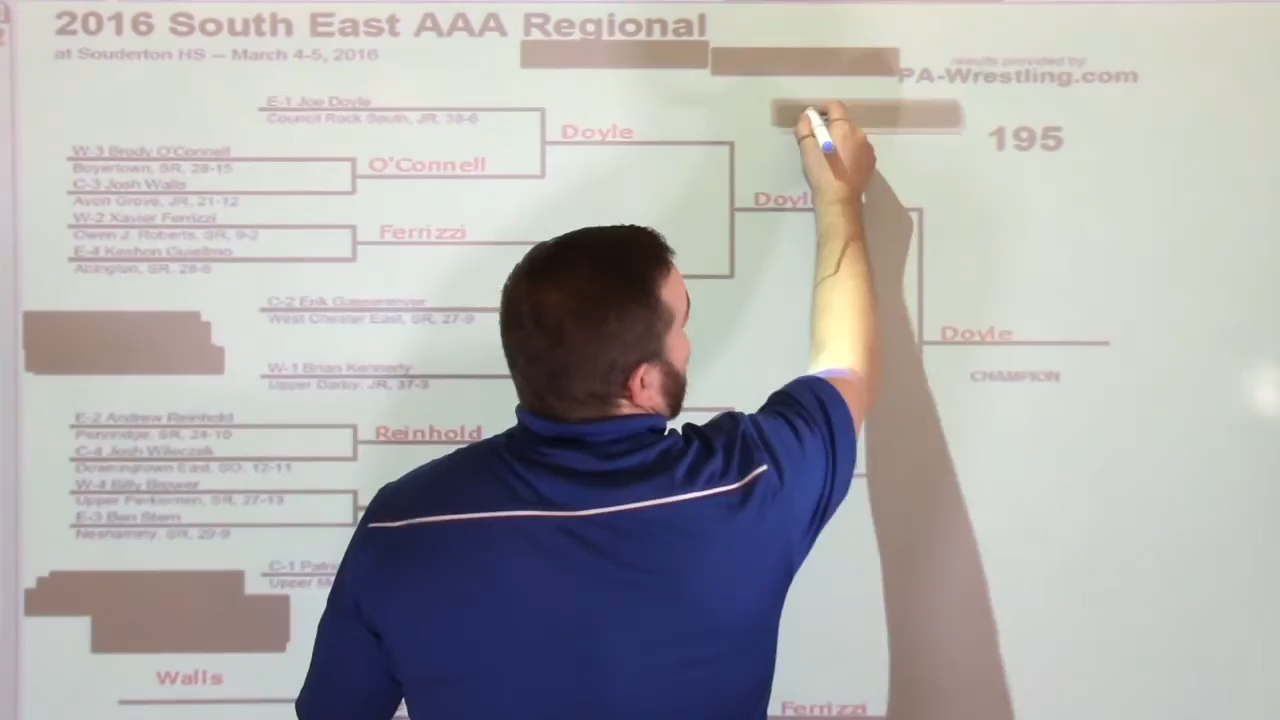 2016 South East AAA Regional
at Souderton HS -- March 4-5, 2016
results provided by
PA-Wrestling.com
195
E-1 Joe Doyle
Council Rock South, JR, 38-6
Doyle
W-3 Brody O'Connell
Boyertown, SR, 28-15
O'Connell
C-3 Josh Walls
Avon Grove, JR, 21-12
Doyl
W-2 Xavier Ferrizzi
Owen J. Roberts, SR, 9-2
Ferrizzi
E-4 Keshon
Abington, SR, 28-6
C-2 Erik
West Chester East, SR, 27-9
Doyle
CHAMPION
W-1 Brian Kennerly
Upper Darby, JR, 37-3
E-2 Andrew Reinhold
Pennridge, SR, 24-10
Reinhold
C-4 Josh
Downingtown East, SO, 12-11
W-4 Billy Brower
Upper Perkiomen, SR, 27-13
E-3 Ben Stern
Neshaminy, SR, 29-9
C-1
Upper
Walls
Ferrizzi